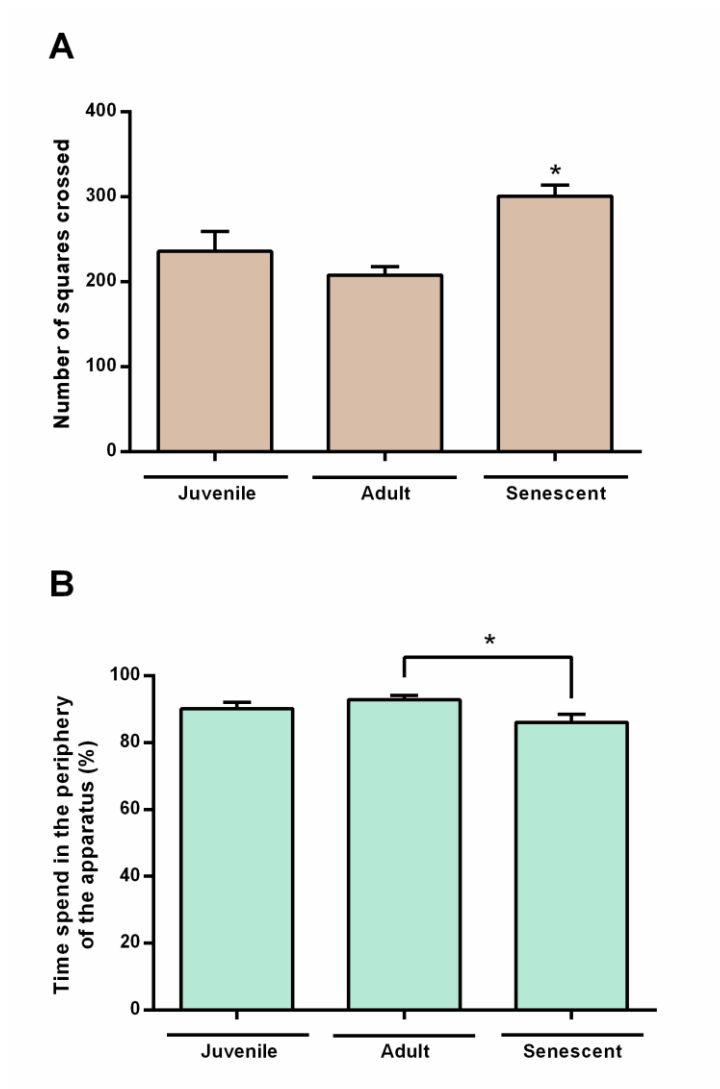 A
Number of squares crossed
400
300
200
100
0
*
Juvenile
Adult
Senescent
B
Time spend in the periphery
of the apparatus (%)
100
80
60
40
20
0
*
Juvenile
Adult
Senescent